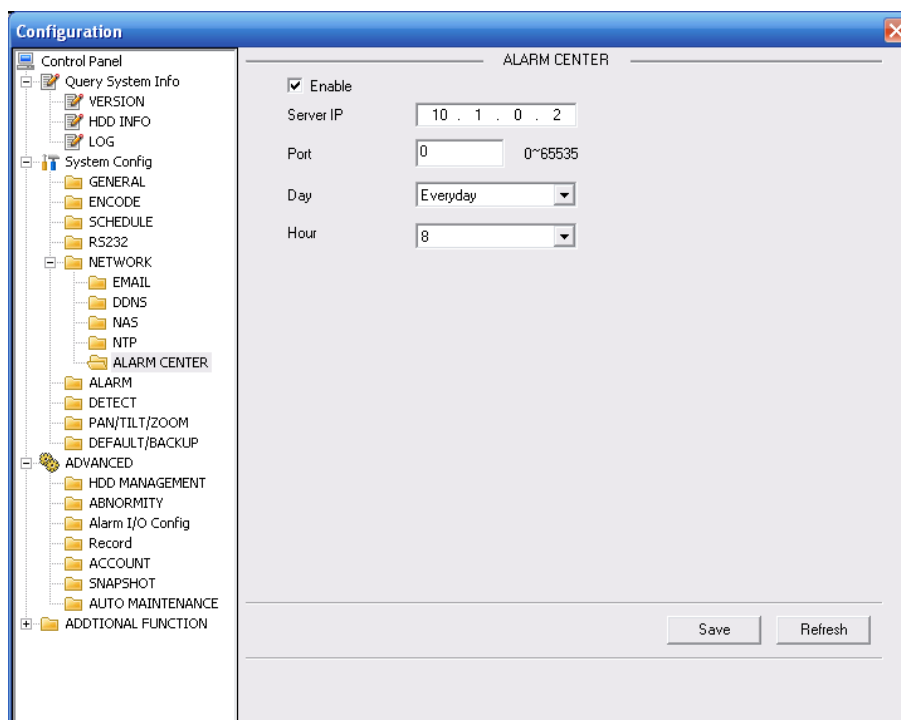 Configuration
Control Panel
Query System Info
VERSION
HDD INFO
LOG
System Config
GENERAL
ENCODE
SCHEDULE
RS232
NETWORK
EMAIL
DDNS
NAS
NTP
ALARM CENTER
ALARM
DETECT
PAN/TILT/ZOOM
DEFAULT/BACKUP
ADVANCED
HDD MANAGEMENT
ABNORMITY
Alarm I/O Config
Record
ACCOUNT
SNAPSHOT
AUTO MAINTENANCE
ADDTIONAL FUNCTION
ALARM CENTER
Enable
Server IP 10 . 1 . 0 . 2
Port 0 0~65535
Day Everyday
Hour 8
Save Refresh